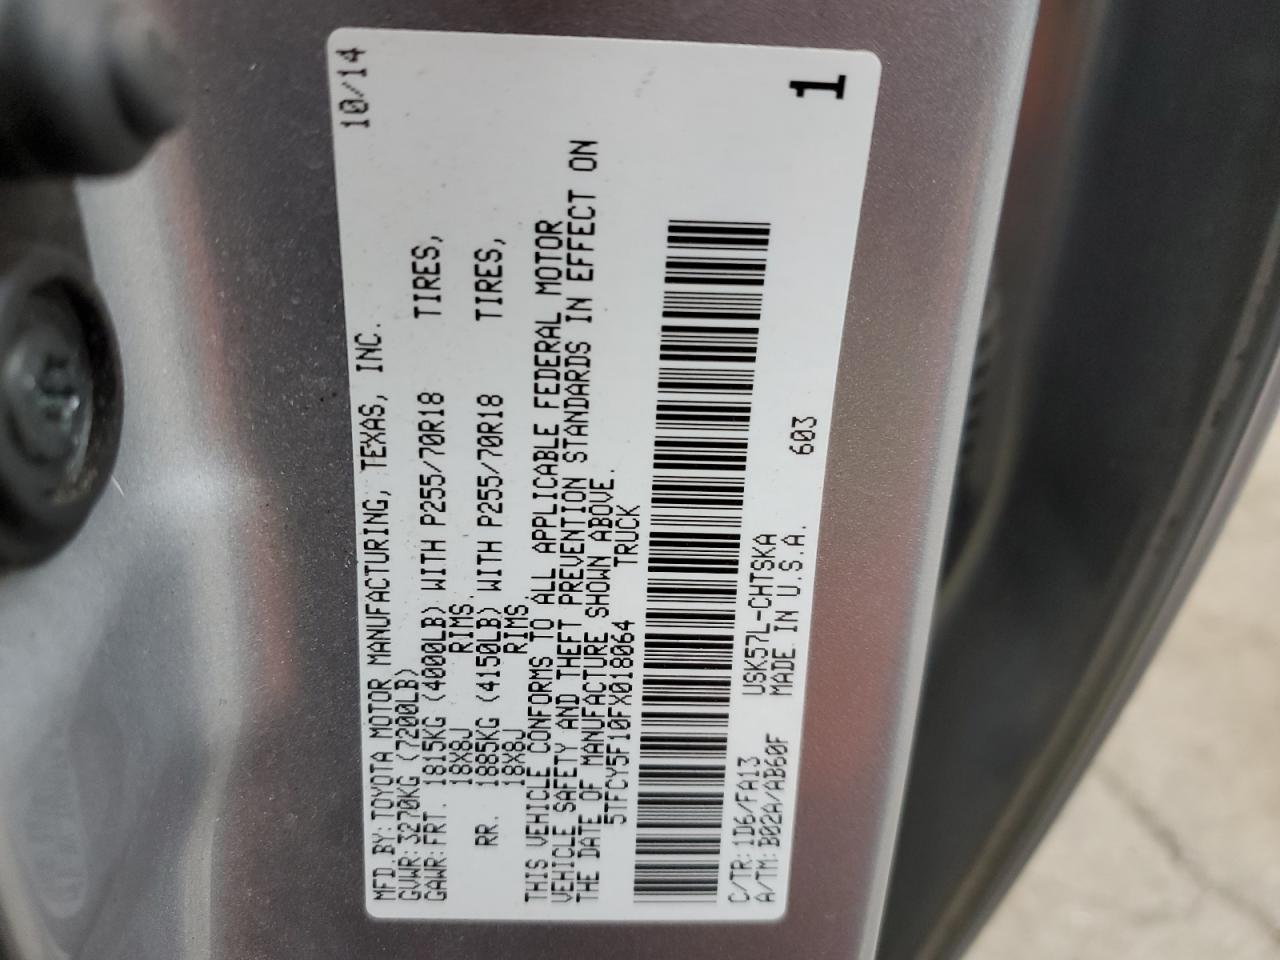 MFD.BY:TOYOTA MOTOR MANUFACTURING, TEXAS, INC. 10/14
GVWR:3270KG (7200LB)
GAWR:FRT. 1815KG (4000LB) WITH P255/70R18 TIRES,
18X8J RIMS.
RR. 1885KG (4150LB) WITH P255/70R18 TIRES,
18X8J RIMS.
THIS VEHICLE CONFORMS TO ALL APPLICABLE FEDERAL MOTOR
VEHICLE SAFETY AND THEFT PREVENTION STANDARDS IN EFFECT ON
THE DATE OF MANUFACTURE SHOWN ABOVE.
5TFCY5F10FX018064 TRUCK
C/TR:1D6/FA13 USK57L-CHTSKA
A/TM:B02A/AB60F MADE IN U.S.A. 603
1